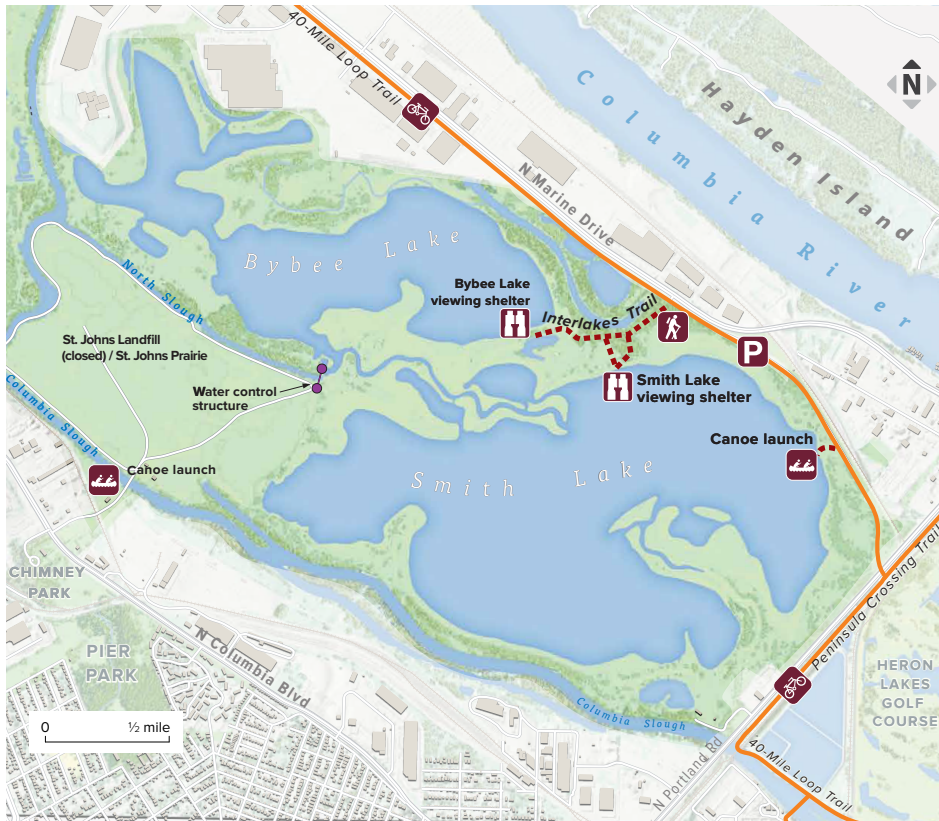 40-Mile Loop Trail
N
Hayden Island
Columbia River
N Marine Drive
Bybee Lake
Bybee Lake
viewing shelter
Interlakes Trail
North Slough
St. Johns Landfill
(closed) / St. Johns Prairie
P
Smith Lake
viewing shelter
Water control
structure
Columbia Slough
Canoe launch
Canoe launch
Smith Lake
CHIMNEY
PARK
PIER
PARK
N Columbia Blvd
Peninsula Crossing Trail
HERON
LAKES
GOLF
COURSE
0 ½ mile
Columbia Slough
N Portland Rd
40-Mile Loop Trail